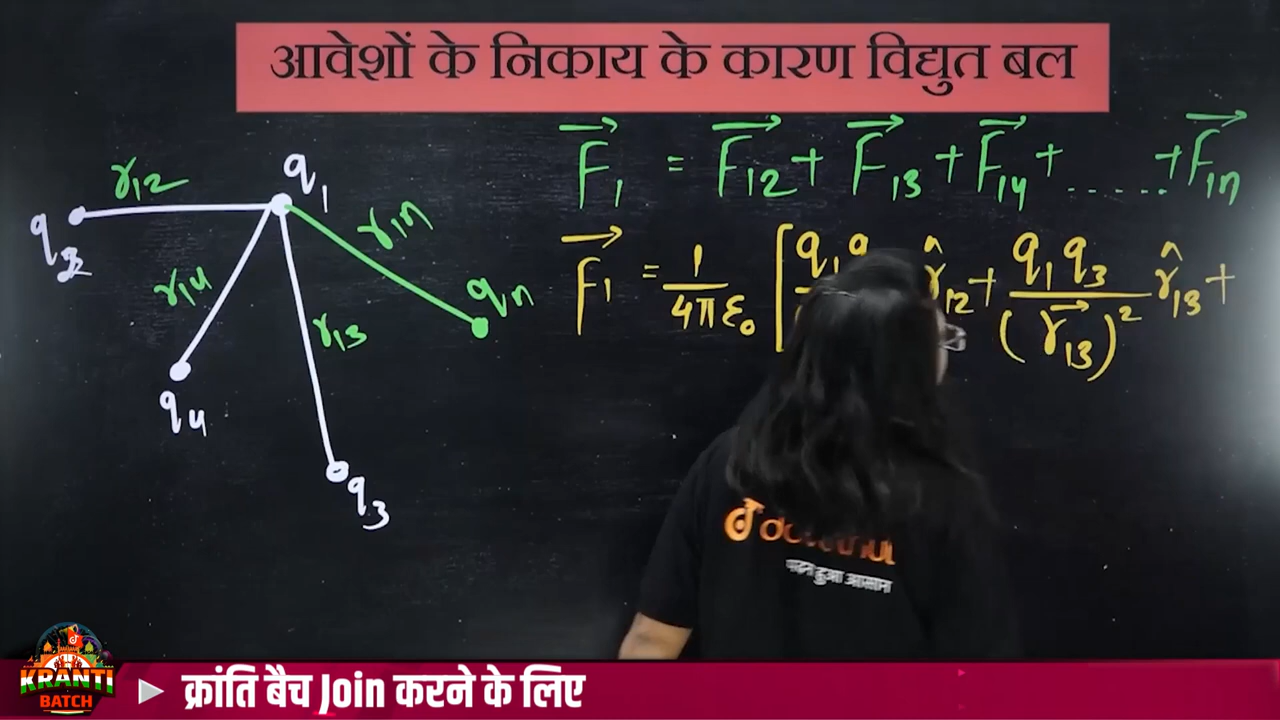 आवेशों के निकाय के कारण विद्युत बल
F₁ = F₁₂ + F₁₃ + F₁₄ + ...... + F₁ₙ
F₁ = 1/4πε₀ [q₁ r̂₁₂ + q₁q₃/(r₁₃)² r̂₁₃ +
q₁
r₁₂
r₁ₙ
q₂
r₁₄
qₙ
r₁₃
q₄
q₃
पढ़ना हुआ आसान
KRANTI
BATCH
क्रांति बैच Join करने के लिए